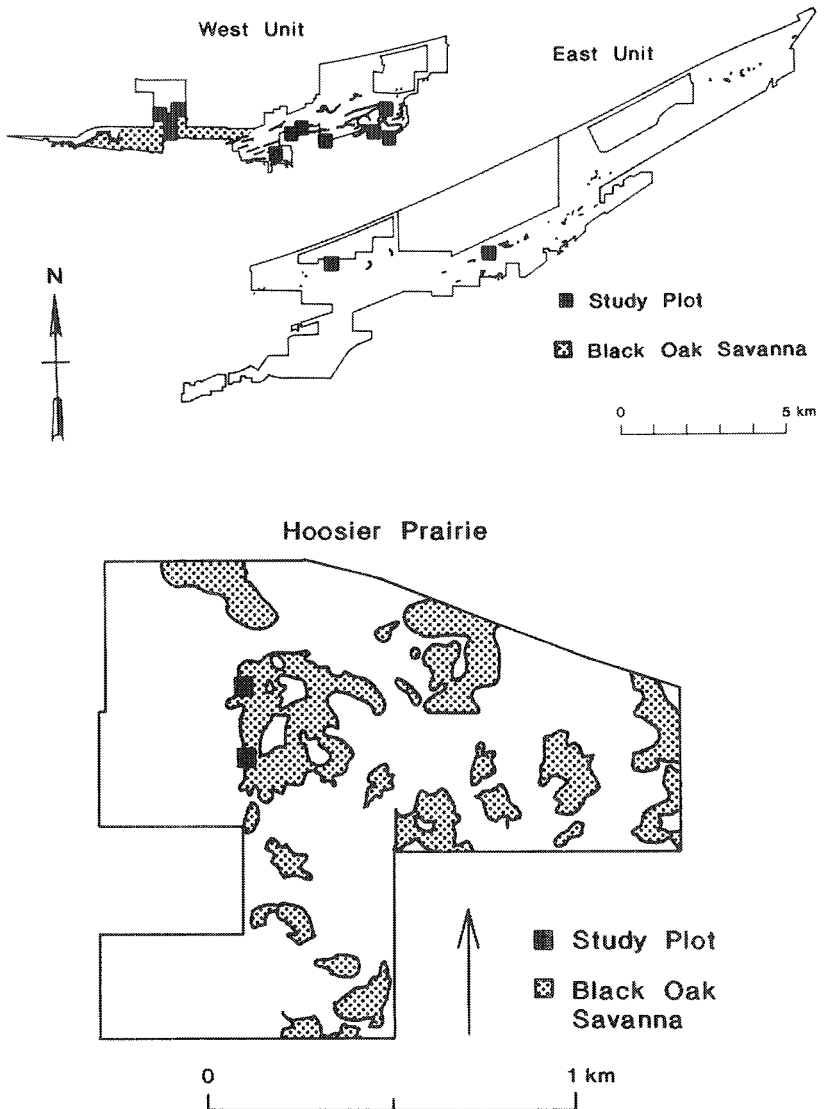 West Unit
East Unit
N
Study Plot
Black Oak Savanna
0 5 km
Hoosier Prairie
Study Plot
Black Oak
Savanna
0 1 km